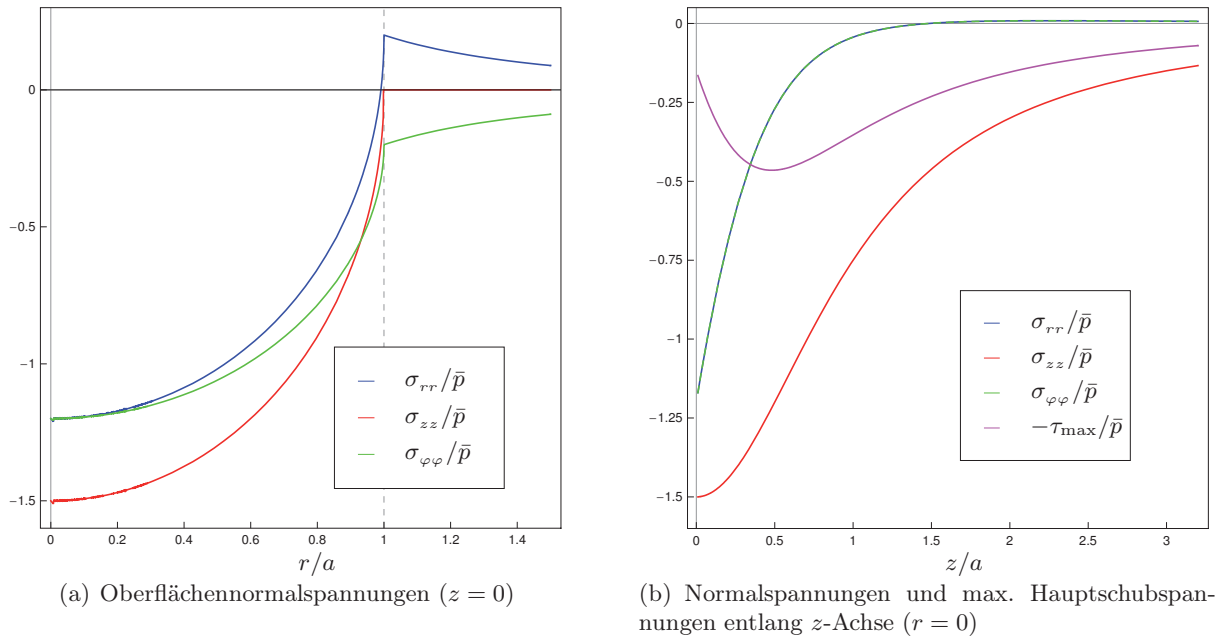 0
−0.5
−1
−1.5
0
0.2
0.4
0.6
0.8
1
1.2
1.4
r/a
σrr/p̄
σzz/p̄
σφφ/p̄
(a) Oberflächennormalspannungen (z = 0)
0
−0.25
−0.5
−0.75
−1
−1.25
−1.5
0
0.5
1
1.5
2
2.5
3
z/a
σrr/p̄
σzz/p̄
σφφ/p̄
−τmax/p̄
(b) Normalspannungen und max. Hauptschubspan-
nungen entlang z-Achse (r = 0)